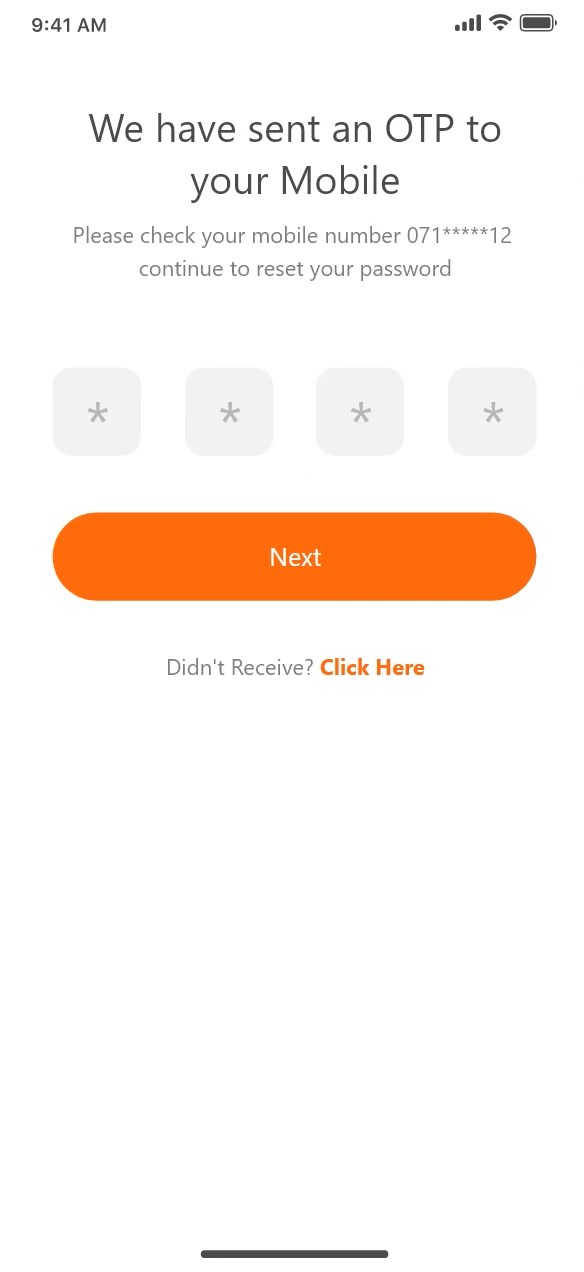 9:41 AM
We have sent an OTP to
your Mobile
Please check your mobile number 071*****12
continue to reset your password
* * * *
Next
Didn't Receive? Click Here